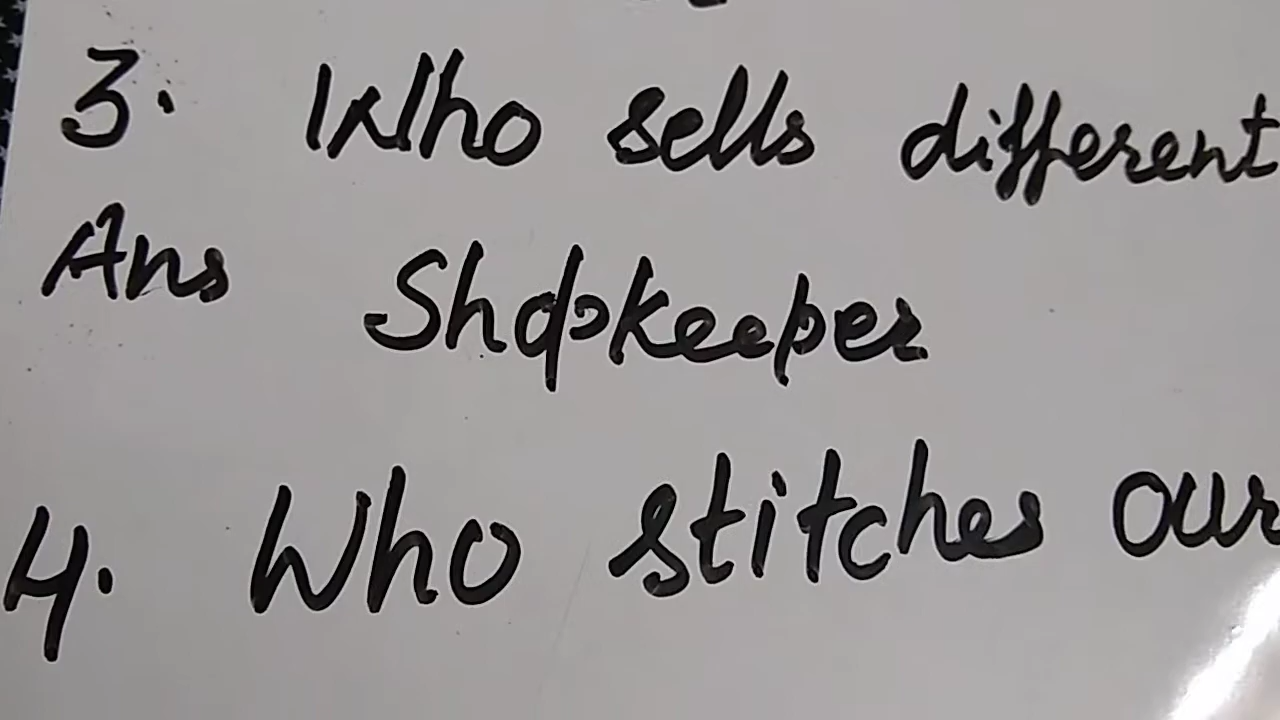 3. Who sells different
Ans Shopkeeper
4. Who stitches our